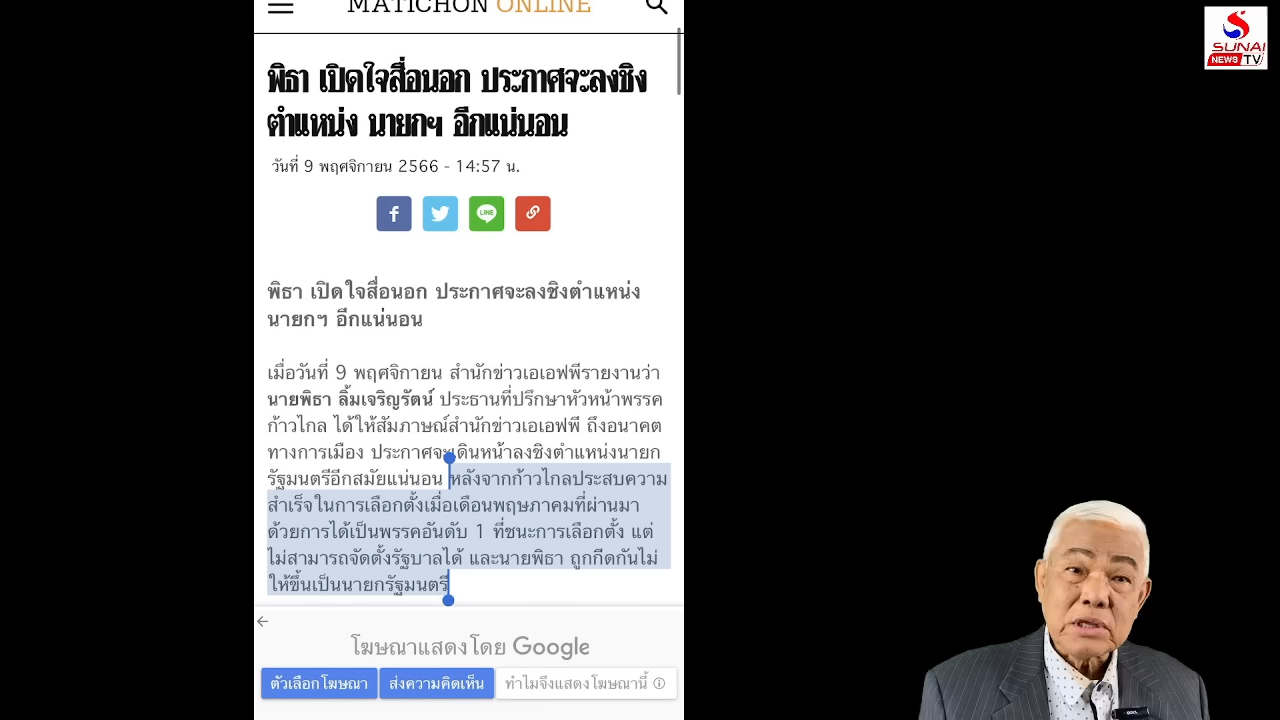 MATICHON ONLINE
SUNAI
NEWS TV
พิธา เปิดใจสื่อนอก ประกาศจะลงชิง
ตำแหน่ง นายกฯ อีกแน่นอน
วันที่ 9 พฤศจิกายน 2566 - 14:57 น.
f
LINE
พิธา เปิดใจสื่อนอก ประกาศจะลงชิงตำแหน่ง
นายกฯ อีกแน่นอน
เมื่อวันที่ 9 พฤศจิกายน สำนักข่าวเอเอฟพีรายงานว่า
นายพิธา ลิ้มเจริญรัตน์ ประธานที่ปรึกษาหัวหน้าพรรค
ก้าวไกล ได้ให้สัมภาษณ์สำนักข่าวเอเอฟพี ถึงอนาคต
ทางการเมือง ประกาศจะเดินหน้าลงชิงตำแหน่งนายก
รัฐมนตรีอีกสมัยแน่นอน หลังจากก้าวไกลประสบความ
สำเร็จในการเลือกตั้งเมื่อเดือนพฤษภาคมที่ผ่านมา
ด้วยการได้เป็นพรรคอันดับ 1 ที่ชนะการเลือกตั้ง แต่
ไม่สามารถจัดตั้งรัฐบาลได้ และนายพิธา ถูกกีดกันไม่
ให้ขึ้นเป็นนายกรัฐมนตรี
โฆษณาแสดงโดย Google
ตัวเลือกโฆษณา ส่งความคิดเห็น ทำไมจึงแสดงโฆษณานี้